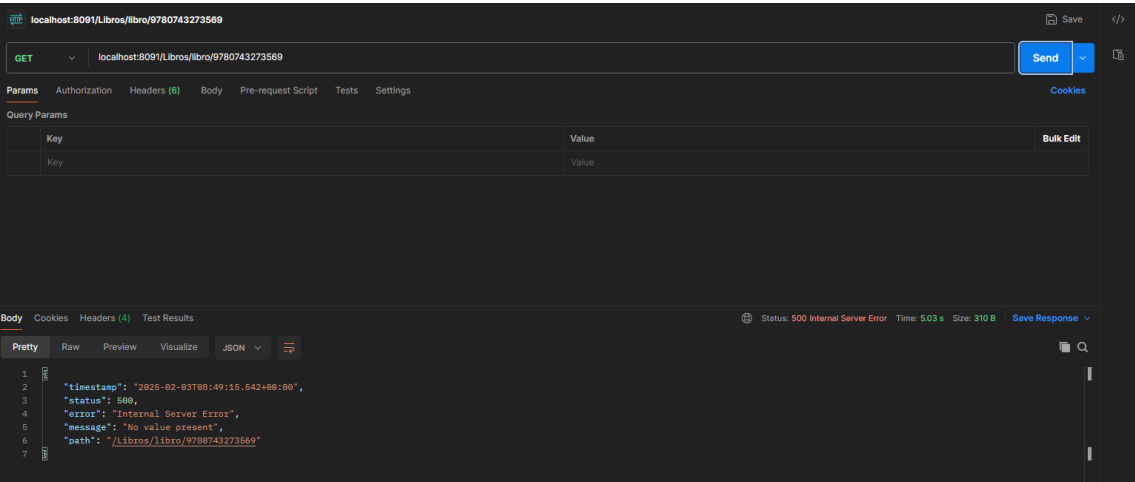 HTTP localhost:8091/Libros/libro/9780743273569 Save
GET localhost:8091/Libros/libro/9780743273569 Send
Params Authorization Headers (6) Body Pre-request Script Tests Settings Cookies
Query Params
Key Value Bulk Edit
Key Value
Body Cookies Headers (4) Test Results Status: 500 Internal Server Error Time: 5.03 s Size: 310 B Save Response
Pretty Raw Preview Visualize JSON
1 {
2 "timestamp": "2025-02-03T08:49:15.542+00:00",
3 "status": 500,
4 "error": "Internal Server Error",
5 "message": "No value present",
6 "path": "/Libros/libro/9780743273569"
7 }